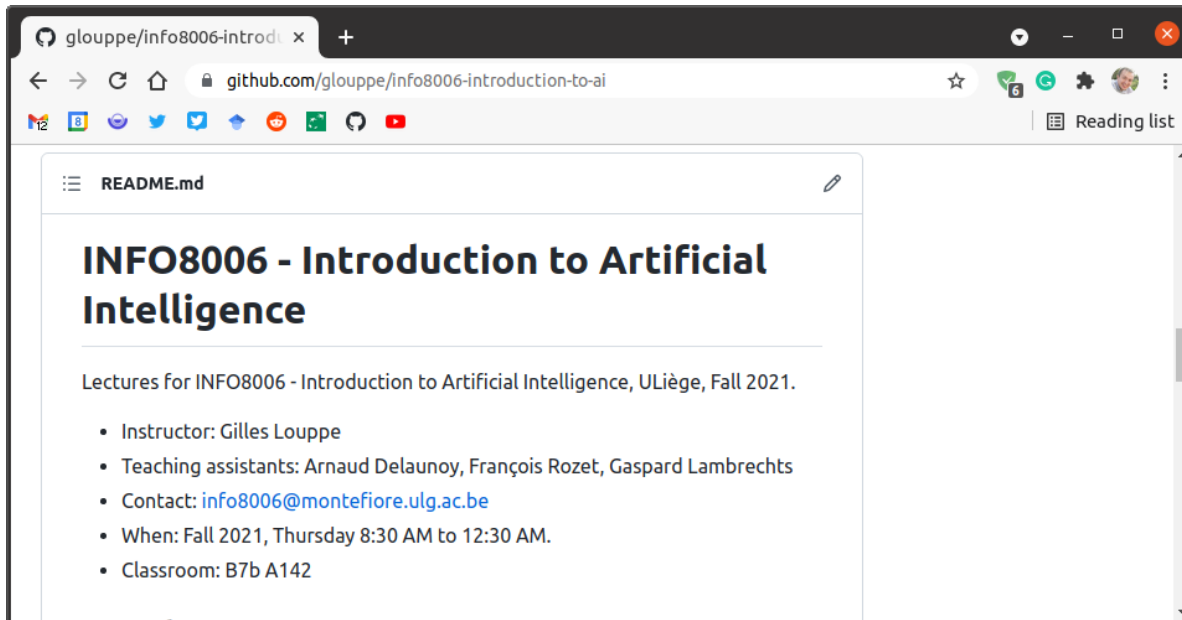 glouppe/info8006-introdu
github.com/glouppe/info8006-introduction-to-ai
6
12
8
Reading list
README.md
INFO8006 - Introduction to Artificial
Intelligence
Lectures for INFO8006 - Introduction to Artificial Intelligence, ULiège, Fall 2021.
• Instructor: Gilles Louppe
• Teaching assistants: Arnaud Delaunoy, François Rozet, Gaspard Lambrechts
• Contact: info8006@montefiore.ulg.ac.be
• When: Fall 2021, Thursday 8:30 AM to 12:30 AM.
• Classroom: B7b A142